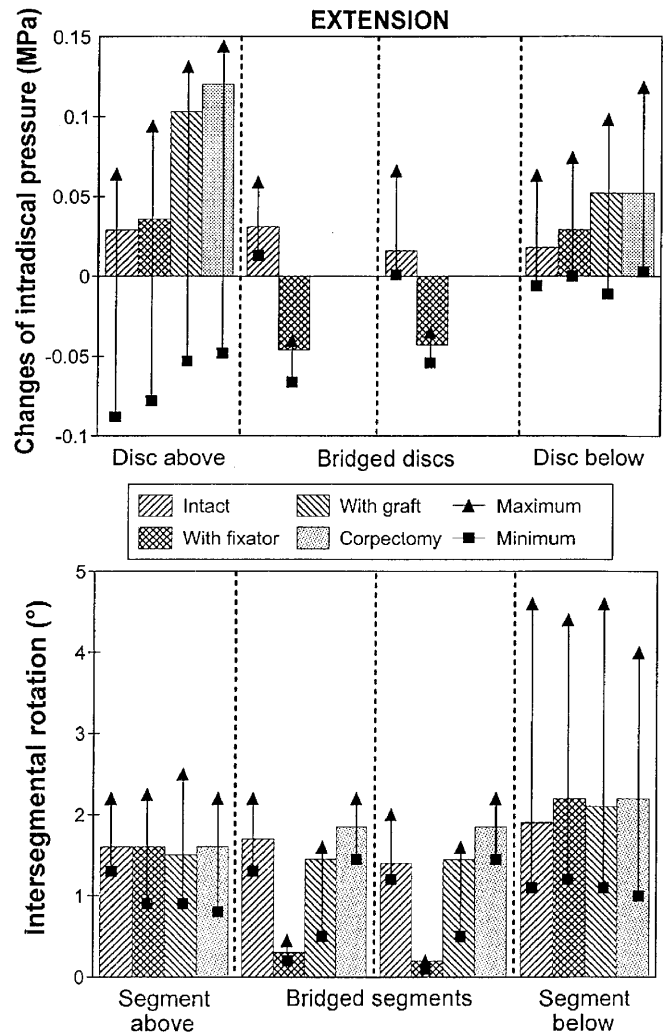 EXTENSION
Changes of intradiscal pressure (MPa)
0.15
0.1
0.05
0
-0.05
-0.1
Disc above
Bridged discs
Disc below
Intact
With graft
Maximum
With fixator
Corpectomy
Minimum
Intersegmental rotation (°)
5
4
3
2
1
0
Segment
above
Bridged segments
Segment
below